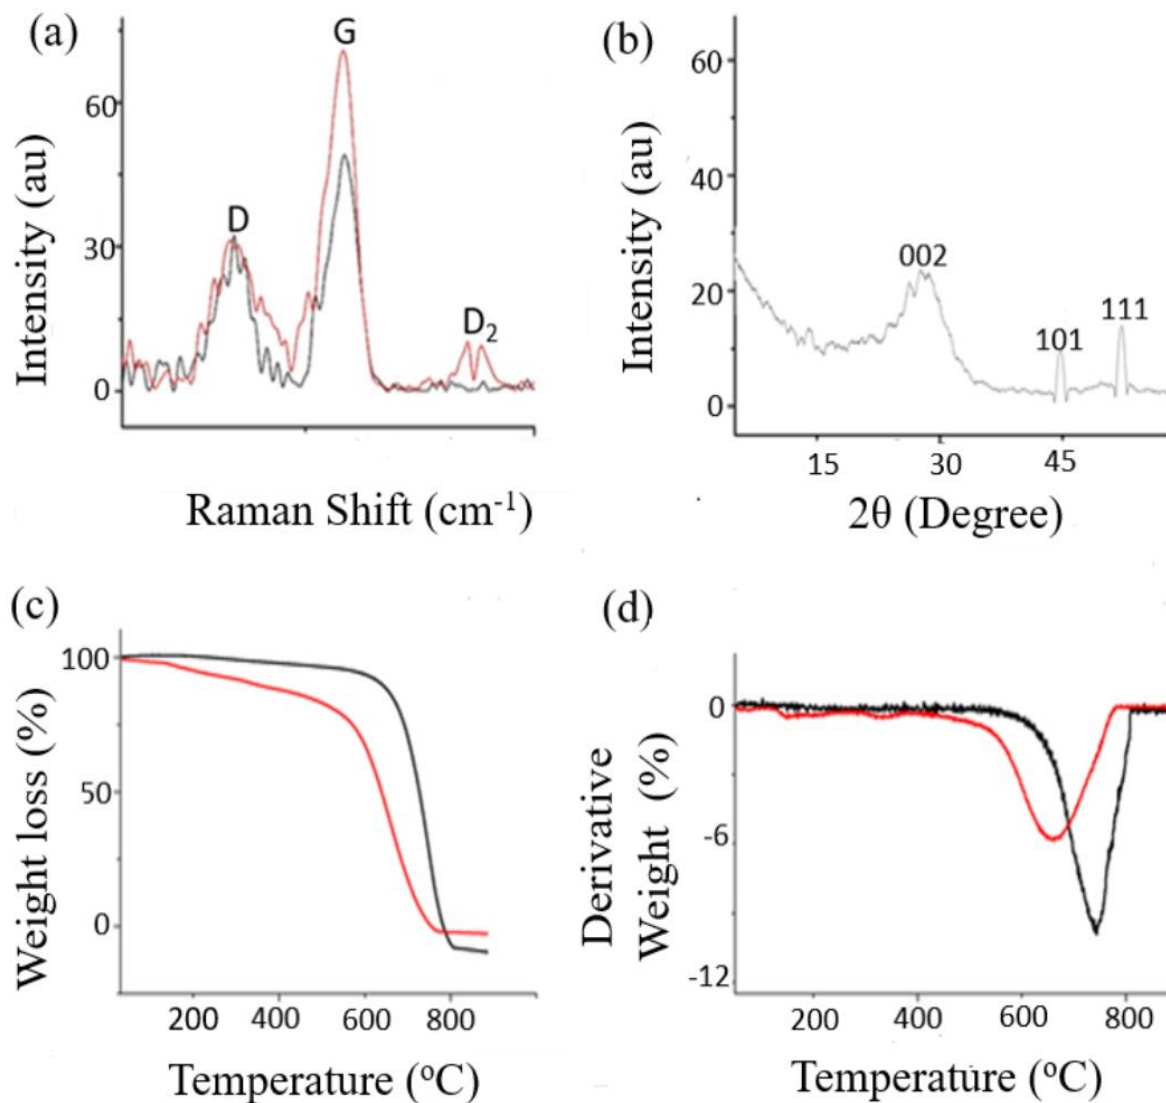 (a)
G
D
D2
60
30
0
Intensity (au)
Raman Shift (cm-1)
(b)
60
40
20
0
002
101
111
15 30 45
Intensity (au)
2θ (Degree)
(c)
100
50
0
200 400 600 800
Weight loss (%)
Temperature (oC)
(d)
0
-6
-12
200 400 600 800
Derivative
Weight (%)
Temperature (oC)